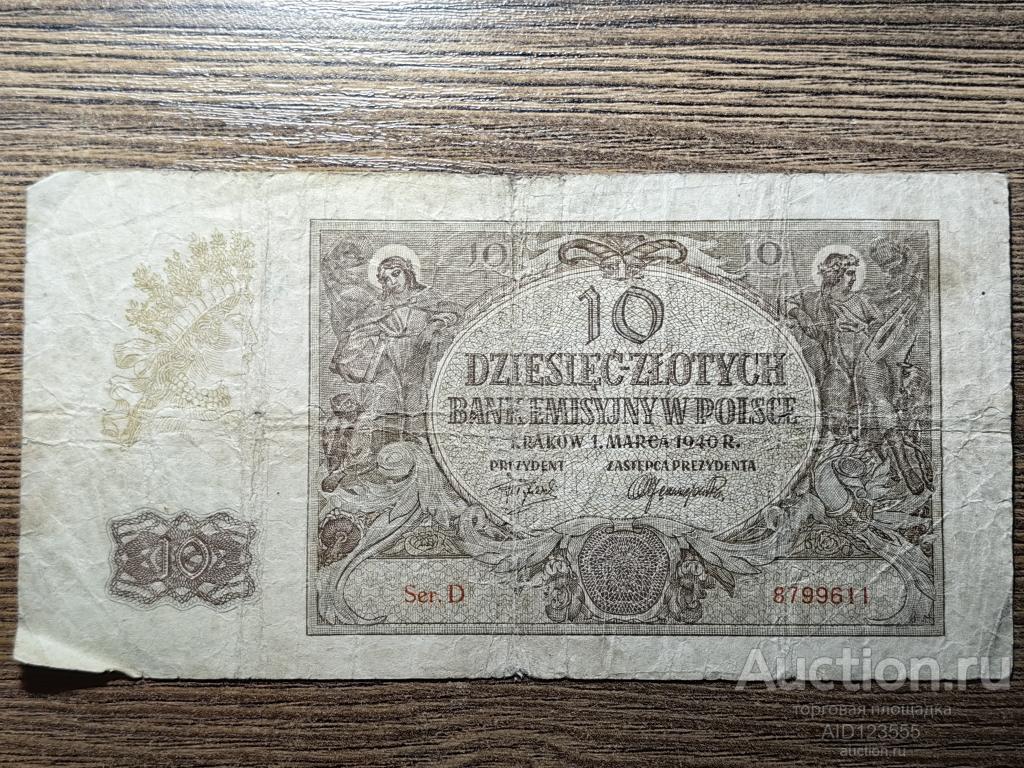 10 10
10
DZIESIĘĆ-ZŁOTYCH
BANK EMISYJNY W POLSCE
KRAKÓW 1. MARCA 1940 R.
PREZYDENT ZASTĘPCA PREZYDENTA
10
Ser. D 8799611
Auction.ru
торговая площадка
AID123555
auction.ru